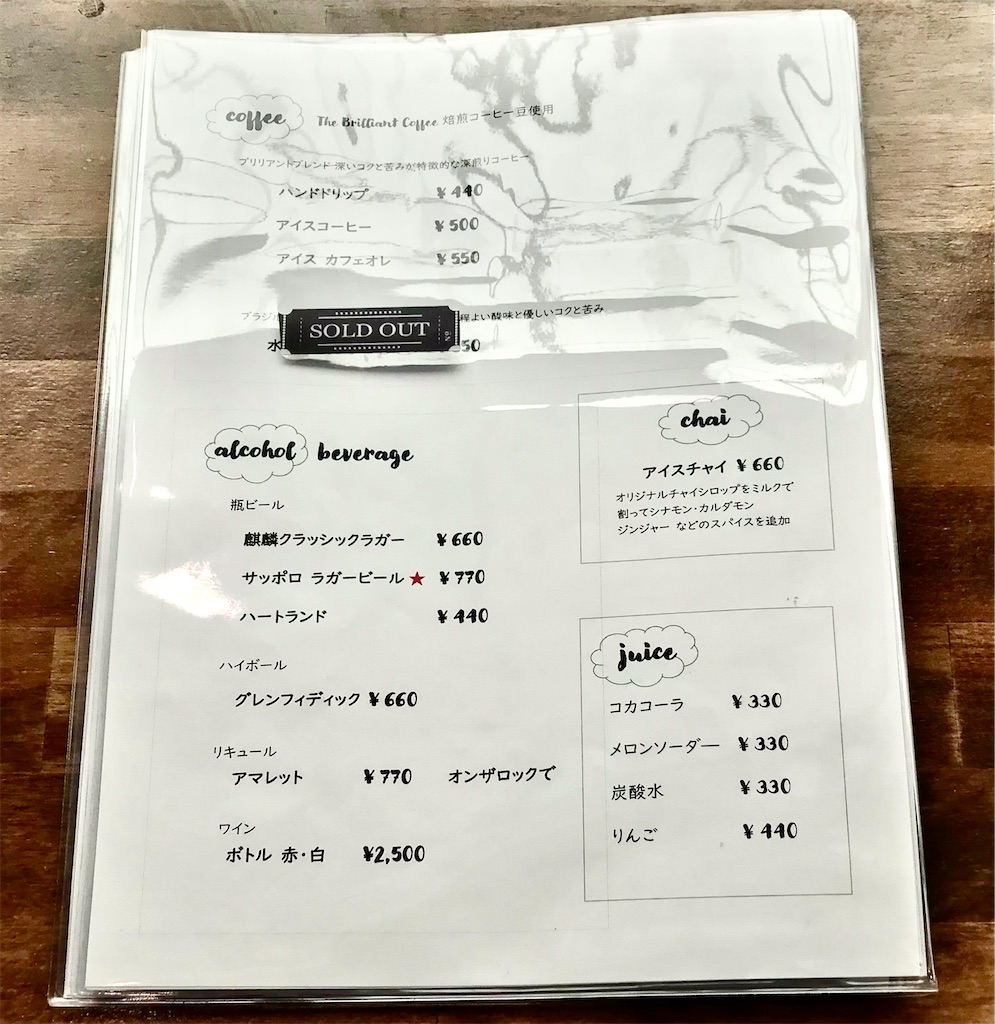 coffee The Brilliant Coffee 焙煎コーヒー豆使用
ブリリアントブレンド 深いコクと苦みが特徴的な深煎りコーヒー
ハンドドリップ ¥440
アイスコーヒー ¥500
アイス カフェオレ ¥550
ブラジル 程よい酸味と優しいコクと苦み
SOLD OUT
水 50
alcohol beverage
瓶ビール
麒麟クラッシックラガー ¥660
サッポロ ラガービール★ ¥770
ハートランド ¥440
ハイボール
グレンフィディック ¥660
リキュール
アマレット ¥770 オンザロックで
ワイン
ボトル 赤・白 ¥2,500
chai
アイスチャイ ¥660
オリジナルチャイシロップをミルクで
割ってシナモン・カルダモン
ジンジャー などのスパイスを追加
juice
コカコーラ ¥330
メロンソーダー ¥330
炭酸水 ¥330
りんご ¥440